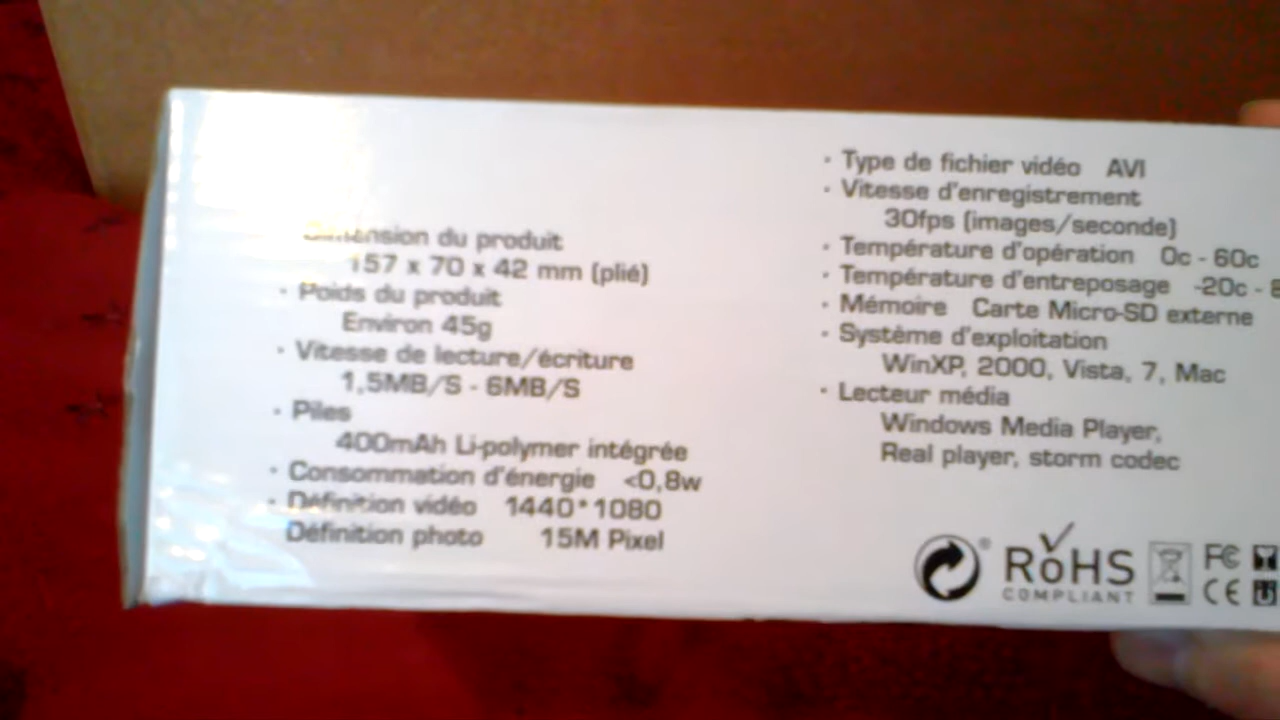 Dimension du produit
157 x 70 x 42 mm (plié)
· Poids du produit
Environ 45g
· Vitesse de lecture/écriture
1,5MB/S - 6MB/S
· Piles
400mAh Li-polymer intégrée
· Consommation d'énergie <0,8w
· Définition vidéo 1440*1080
Définition photo 15M Pixel
· Type de fichier vidéo AVI
· Vitesse d'enregistrement
30fps (images/seconde)
· Température d'opération 0c - 60c
· Température d'entreposage -20c -
· Mémoire Carte Micro-SD externe
· Système d'exploitation
WinXP, 2000, Vista, 7, Mac
· Lecteur média
Windows Media Player,
Real player, storm codec
®
RoHS
COMPLIANT
FC
CE